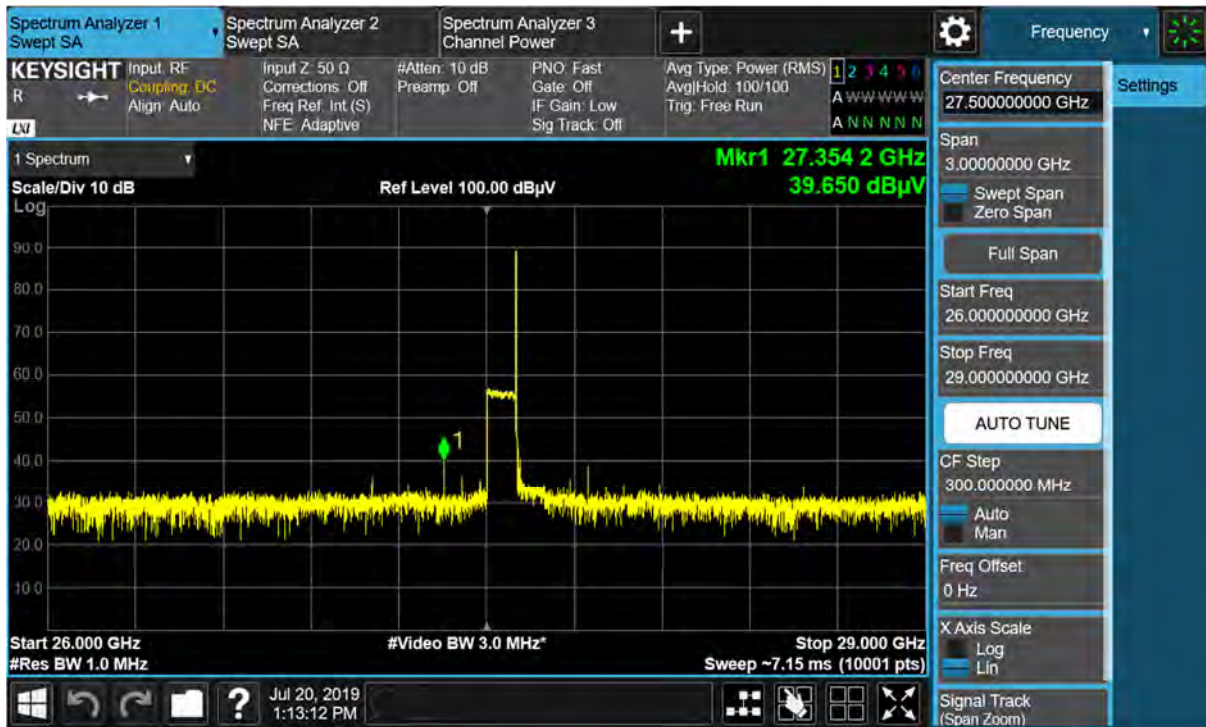 Spectrum Analyzer 1
Swept SA
Spectrum Analyzer 2
Swept SA
Spectrum Analyzer 3
Channel Power
+
Frequency
KEYSIGHT
R
LXI
Input: RF
Coupling: DC
Align: Auto
Input Z: 50 Ω
Corrections: Off
Freq Ref: Int (S)
NFE: Adaptive
#Atten: 10 dB
Preamp: Off
PNO: Fast
Gate: Off
IF Gain: Low
Sig Track: Off
Avg Type: Power (RMS)
Avg|Hold: 100/100
Trig: Free Run
1 2 3 4 5 6
A W W W W W
A N N N N N
1 Spectrum
Scale/Div 10 dB
Ref Level 100.00 dBµV
Mkr1 27.354 2 GHz
39.650 dBµV
Log
90.0
80.0
70.0
60.0
50.0
40.0
30.0
20.0
10.0
1
Start 26.000 GHz
#Res BW 1.0 MHz
#Video BW 3.0 MHz*
Stop 29.000 GHz
Sweep ~7.15 ms (10001 pts)
Center Frequency
27.500000000 GHz
Settings
Span
3.00000000 GHz
Swept Span
Zero Span
Full Span
Start Freq
26.000000000 GHz
Stop Freq
29.000000000 GHz
AUTO TUNE
CF Step
300.000000 MHz
Auto
Man
Freq Offset
0 Hz
X Axis Scale
Log
Lin
Signal Track
(Span Zoom)
?
Jul 20, 2019
1:13:12 PM